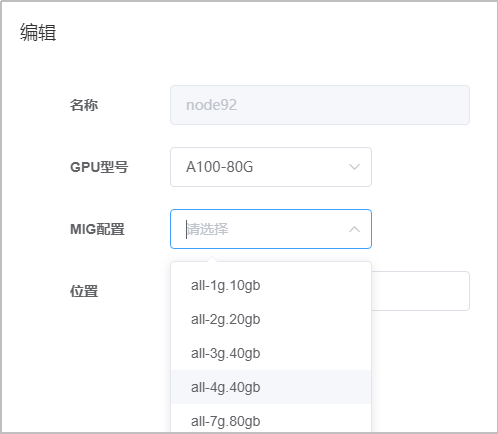 编辑
名称
node92
GPU型号
A100-80G
MIG配置
请选择
位置
all-1g.10gb
all-2g.20gb
all-3g.40gb
all-4g.40gb
all-7g.80gb